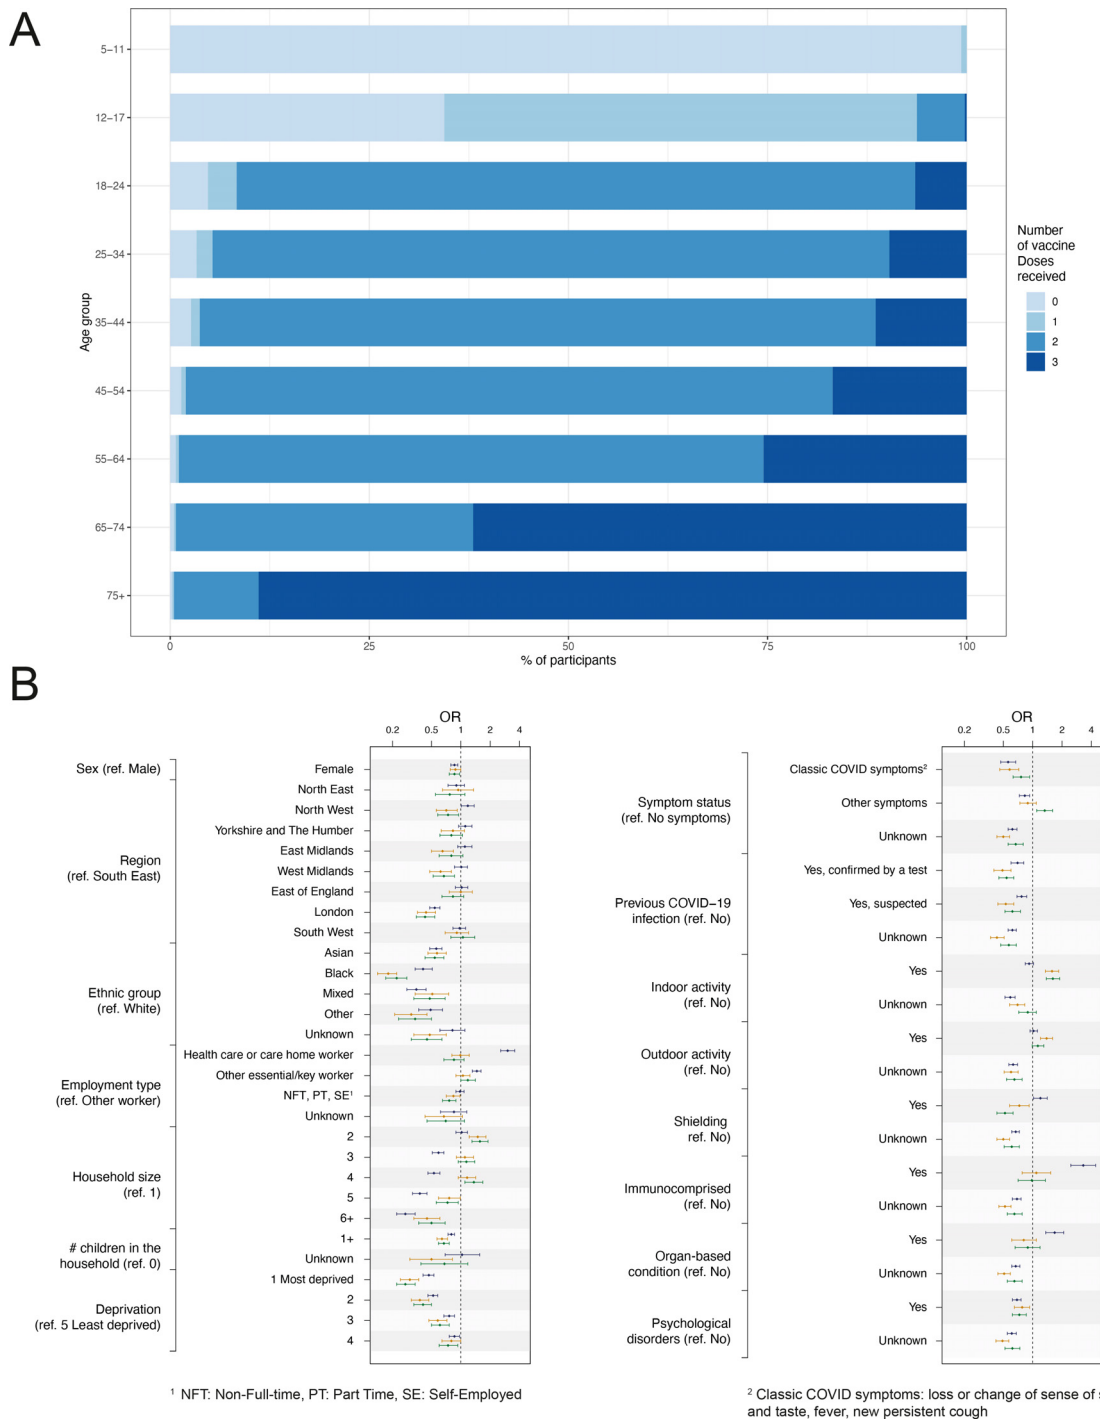 A
5–11
12–17
18–24
25–34
35–44
45–54
55–64
65–74
75+
Age group
0
25
50
75
100
% of participants
Number
of vaccine
Doses
received
0
1
2
3
B
OR
0.2 0.5 1 2 4
Sex (ref. Male)
Female
Region
(ref. South East)
North East
North West
Yorkshire and The Humber
East Midlands
West Midlands
East of England
London
South West
Ethnic group
(ref. White)
Asian
Black
Mixed
Other
Unknown
Employment type
(ref. Other worker)
Health care or care home worker
Other essential/key worker
NFT, PT, SE¹
Unknown
Household size
(ref. 1)
2
3
4
5
6+
# children in the
household (ref. 0)
1+
Unknown
Deprivation
(ref. 5 Least deprived)
1 Most deprived
2
3
4
OR
0.2 0.5 1 2 4
Symptom status
(ref. No symptoms)
Classic COVID symptoms²
Other symptoms
Unknown
Previous COVID–19
infection (ref. No)
Yes, confirmed by a test
Yes, suspected
Unknown
Indoor activity
(ref. No)
Yes
Unknown
Outdoor activity
(ref. No)
Yes
Unknown
Shielding
ref. No)
Yes
Unknown
Immunocomprised
(ref. No)
Yes
Unknown
Organ-based
condition (ref. No)
Yes
Unknown
Psychological
disorders (ref. No)
Yes
Unknown
¹ NFT: Non-Full-time, PT: Part Time, SE: Self-Employed
² Classic COVID symptoms: loss or change of sense of s
and taste, fever, new persistent cough